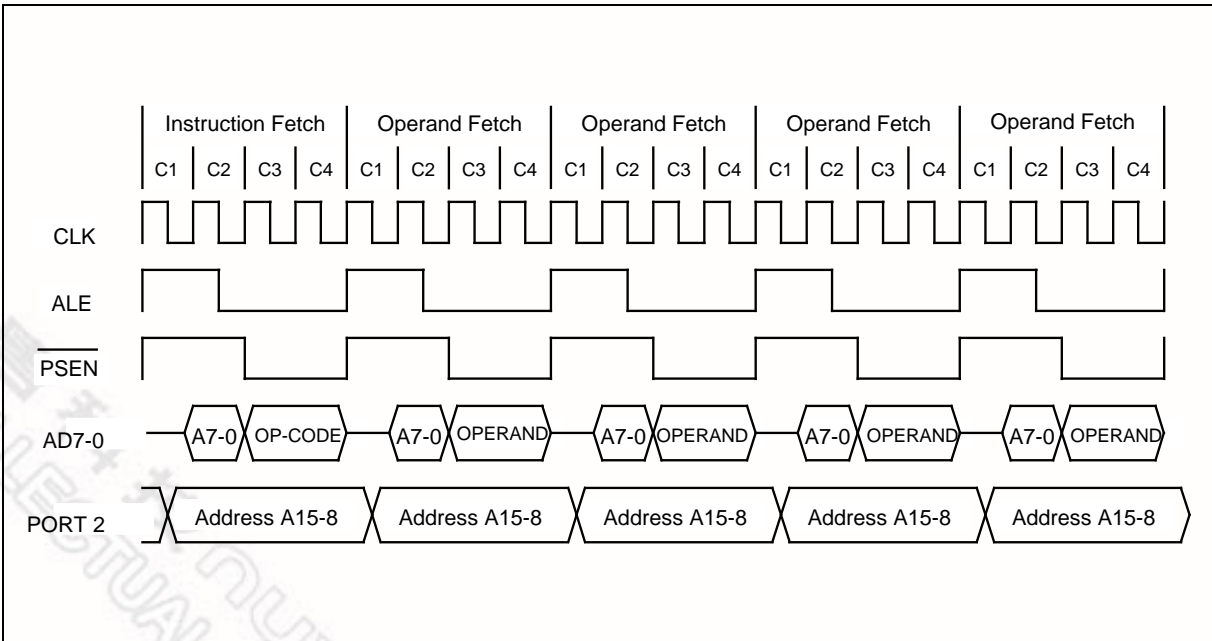 Instruction Fetch Operand Fetch Operand Fetch Operand Fetch Operand Fetch
C1 C2 C3 C4 C1 C2 C3 C4 C1 C2 C3 C4 C1 C2 C3 C4 C1 C2 C3 C4
CLK
ALE
PSEN
AD7-0 A7-0 OP-CODE A7-0 OPERAND A7-0 OPERAND A7-0 OPERAND A7-0 OPERAND
PORT 2 Address A15-8 Address A15-8 Address A15-8 Address A15-8 Address A15-8